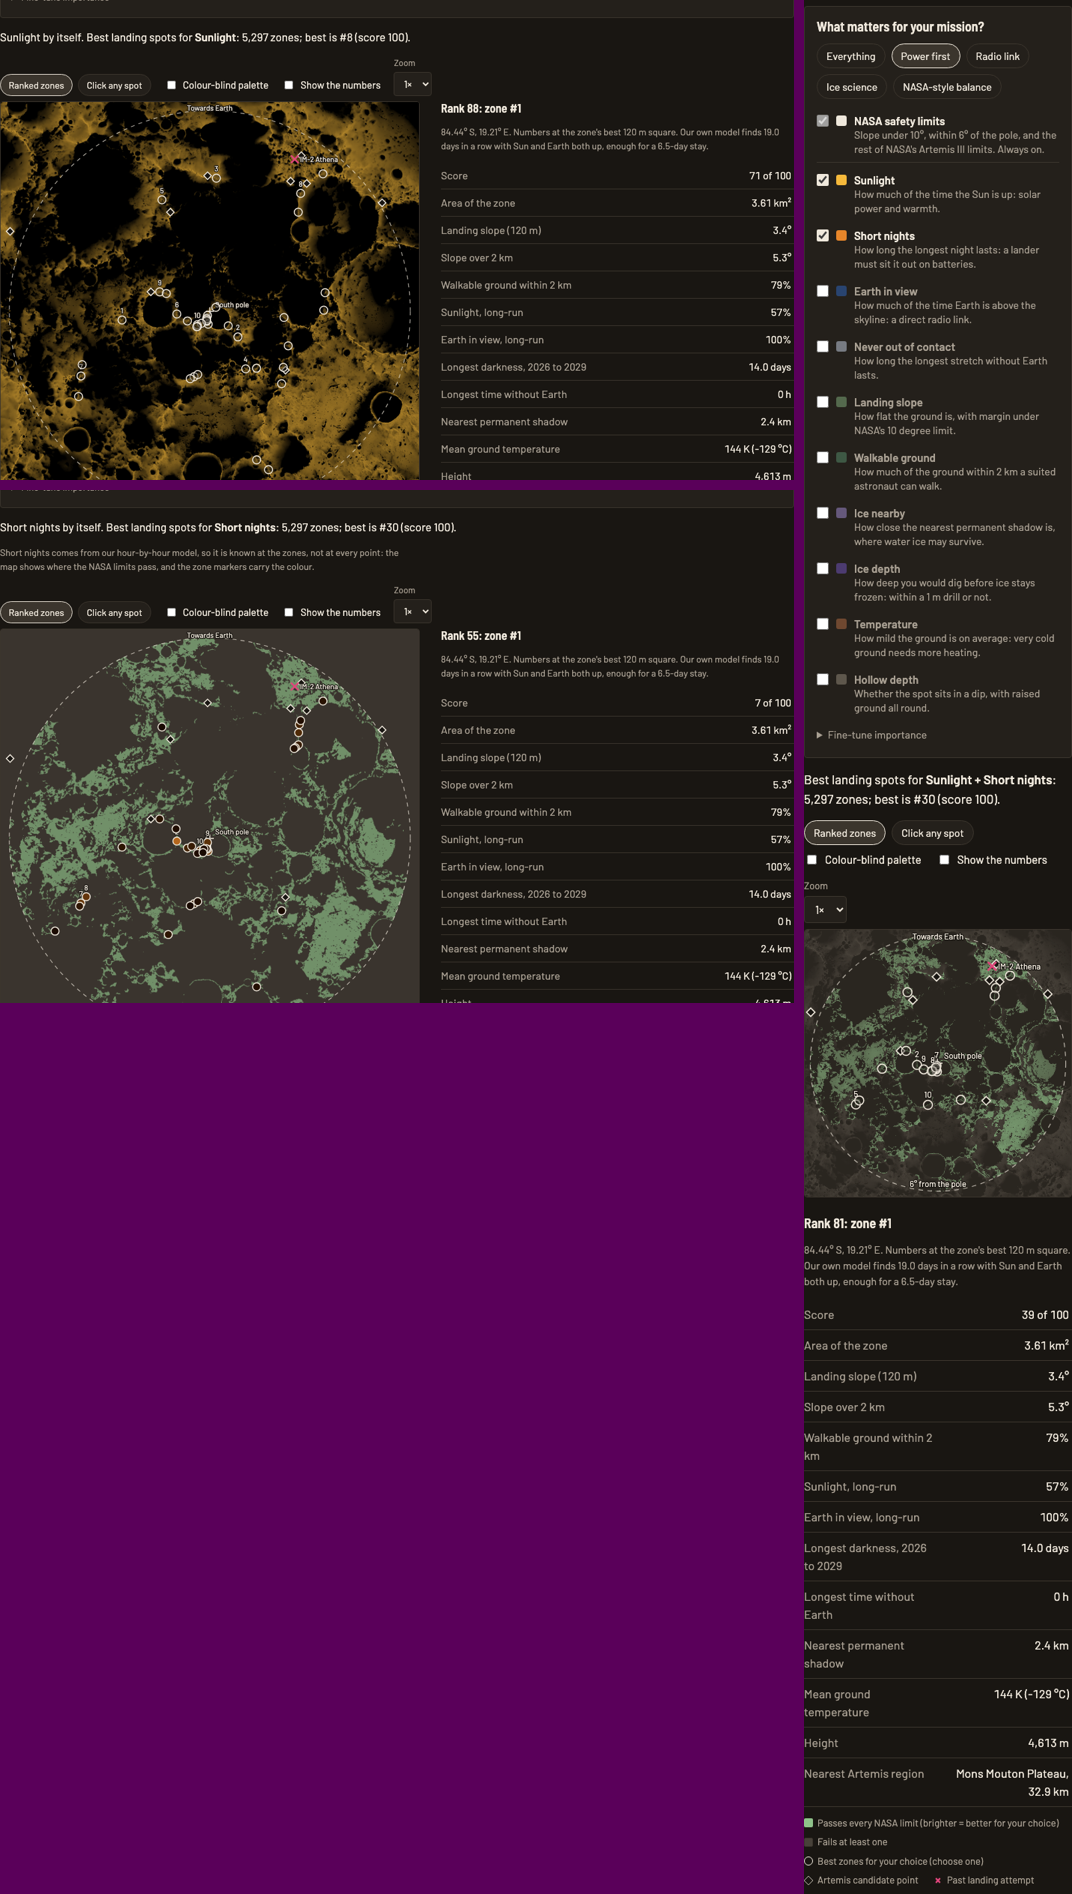 Sunlight by itself. Best landing spots for Sunlight: 5,297 zones; best is #8 (score 100).
Zoom
Ranked zones
Click any spot
Colour-blind palette
Show the numbers
1×
Towards Earth
IM-2 Athena
3
5
8
9
6
South pole
10
1
2
4
7
Rank 88: zone #1
84.44° S, 19.21° E. Numbers at the zone's best 120 m square. Our own model finds 19.0
days in a row with Sun and Earth both up, enough for a 6.5-day stay.
Score 71 of 100
Area of the zone 3.61 km²
Landing slope (120 m) 3.4°
Slope over 2 km 5.3°
Walkable ground within 2 km 79%
Sunlight, long-run 57%
Earth in view, long-run 100%
Longest darkness, 2026 to 2029 14.0 days
Longest time without Earth 0 h
Nearest permanent shadow 2.4 km
Mean ground temperature 144 K (-129 °C)
Height 4,613 m
Short nights by itself. Best landing spots for Short nights: 5,297 zones; best is #30 (score 100).
Short nights comes from our hour-by-hour model, so it is known at the zones, not at every point: the
map shows where the NASA limits pass, and the zone markers carry the colour.
Zoom
Ranked zones
Click any spot
Colour-blind palette
Show the numbers
1×
Towards Earth
IM-2 Athena
9
South pole
10
8
7
Rank 55: zone #1
84.44° S, 19.21° E. Numbers at the zone's best 120 m square. Our own model finds 19.0
days in a row with Sun and Earth both up, enough for a 6.5-day stay.
Score 7 of 100
Area of the zone 3.61 km²
Landing slope (120 m) 3.4°
Slope over 2 km 5.3°
Walkable ground within 2 km 79%
Sunlight, long-run 57%
Earth in view, long-run 100%
Longest darkness, 2026 to 2029 14.0 days
Longest time without Earth 0 h
Nearest permanent shadow 2.4 km
Mean ground temperature 144 K (-129 °C)
What matters for your mission?
Everything
Power first
Radio link
Ice science
NASA-style balance
NASA safety limits
Slope under 10°, within 6° of the pole, and the
rest of NASA's Artemis III limits. Always on.
Sunlight
How much of the time the Sun is up: solar
power and warmth.
Short nights
How long the longest night lasts: a lander
must sit it out on batteries.
Earth in view
How much of the time Earth is above the
skyline: a direct radio link.
Never out of contact
How long the longest stretch without Earth
lasts.
Landing slope
How flat the ground is, with margin under
NASA's 10 degree limit.
Walkable ground
How much of the ground within 2 km a suited
astronaut can walk.
Ice nearby
How close the nearest permanent shadow is,
where water ice may survive.
Ice depth
How deep you would dig before ice stays
frozen: within a 1 m drill or not.
Temperature
How mild the ground is on average: very cold
ground needs more heating.
Hollow depth
Whether the spot sits in a dip, with raised
ground all round.
Fine-tune importance
Best landing spots for Sunlight + Short nights:
5,297 zones; best is #30 (score 100).
Ranked zones
Click any spot
Colour-blind palette
Show the numbers
Zoom
1×
Towards Earth
IM-2 Athena
2
9
7
South pole
8
5
10
6° from the pole
Rank 81: zone #1
84.44° S, 19.21° E. Numbers at the zone's best 120 m square.
Our own model finds 19.0 days in a row with Sun and Earth
both up, enough for a 6.5-day stay.
Score 39 of 100
Area of the zone 3.61 km²
Landing slope (120 m) 3.4°
Slope over 2 km 5.3°
Walkable ground within 2 79%
km
Sunlight, long-run 57%
Earth in view, long-run 100%
Longest darkness, 2026 14.0 days
to 2029
Longest time without 0 h
Earth
Nearest permanent 2.4 km
shadow
Mean ground 144 K (-129 °C)
temperature
Height 4,613 m
Nearest Artemis region Mons Mouton Plateau,
32.9 km
Passes every NASA limit (brighter = better for your choice)
Fails at least one
Best zones for your choice (choose one)
Artemis candidate point
Past landing attempt